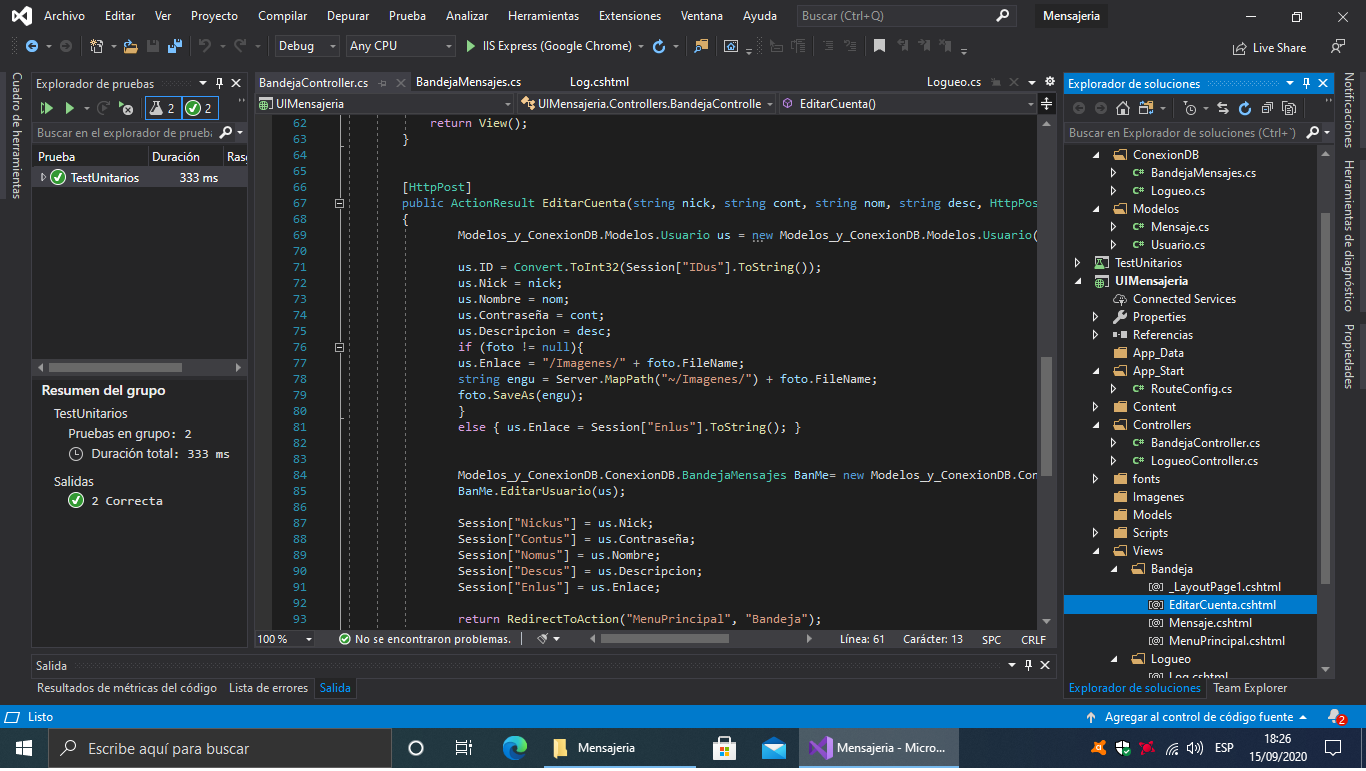 Archivo Editar Ver Proyecto Compilar Depurar Prueba Analizar Herramientas Extensiones Ventana Ayuda Buscar (Ctrl+Q) Mensajeria
Debug Any CPU IIS Express (Google Chrome) Live Share
Cuadro de herramientas
Explorador de pruebas
2 2
Buscar en el explorador de prueba
Prueba Duración Ras
TestUnitarios 333 ms
Resumen del grupo
TestUnitarios
Pruebas en grupo: 2
Duración total: 333 ms
Salidas
2 Correcta
BandejaController.cs BandejaMensajes.cs Log.cshtml Logueo.cs
UIMensajeria UIMensajeria.Controllers.BandejaControlle EditarCuenta()
62 return View();
63 }
64
65
66 [HttpPost]
67 public ActionResult EditarCuenta(string nick, string cont, string nom, string desc, HttpPos
68 {
69 Modelos_y_ConexionDB.Modelos.Usuario us = new Modelos_y_ConexionDB.Modelos.Usuario(
70
71 us.ID = Convert.ToInt32(Session["IDus"].ToString());
72 us.Nick = nick;
73 us.Nombre = nom;
74 us.Contraseña = cont;
75 us.Descripcion = desc;
76 if (foto != null){
77 us.Enlace = "/Imagenes/" + foto.FileName;
78 string engu = Server.MapPath("~/Imagenes/") + foto.FileName;
79 foto.SaveAs(engu);
80 }
81 else { us.Enlace = Session["Enlus"].ToString(); }
82
83
84 Modelos_y_ConexionDB.ConexionDB.BandejaMensajes BanMe= new Modelos_y_ConexionDB.Con
85 BanMe.EditarUsuario(us);
86
87 Session["Nickus"] = us.Nick;
88 Session["Contus"] = us.Contraseña;
89 Session["Nomus"] = us.Nombre;
90 Session["Descus"] = us.Descripcion;
91 Session["Enlus"] = us.Enlace;
92
93 return RedirectToAction("MenuPrincipal", "Bandeja");
100 % No se encontraron problemas. Línea: 61 Carácter: 13 SPC CRLF
Explorador de soluciones
Buscar en Explorador de soluciones (Ctrl+¨)
ConexionDB
BandejaMensajes.cs
Logueo.cs
Modelos
Mensaje.cs
Usuario.cs
TestUnitarios
UIMensajeria
Connected Services
Properties
Referencias
App_Data
App_Start
RouteConfig.cs
Content
Controllers
BandejaController.cs
LogueoController.cs
fonts
Imagenes
Models
Scripts
Views
Bandeja
_LayoutPage1.cshtml
EditarCuenta.cshtml
Mensaje.cshtml
MenuPrincipal.cshtml
Logueo
Log.cshtml
Explorador de soluciones Team Explorer
Notificaciones
Herramientas de diagnóstico
Propiedades
Salida
Resultados de métricas del código Lista de errores Salida
Listo Agregar al control de código fuente 2
Escribe aquí para buscar Mensajeria Mensajeria - Micro... ESP 18:26
15/09/2020